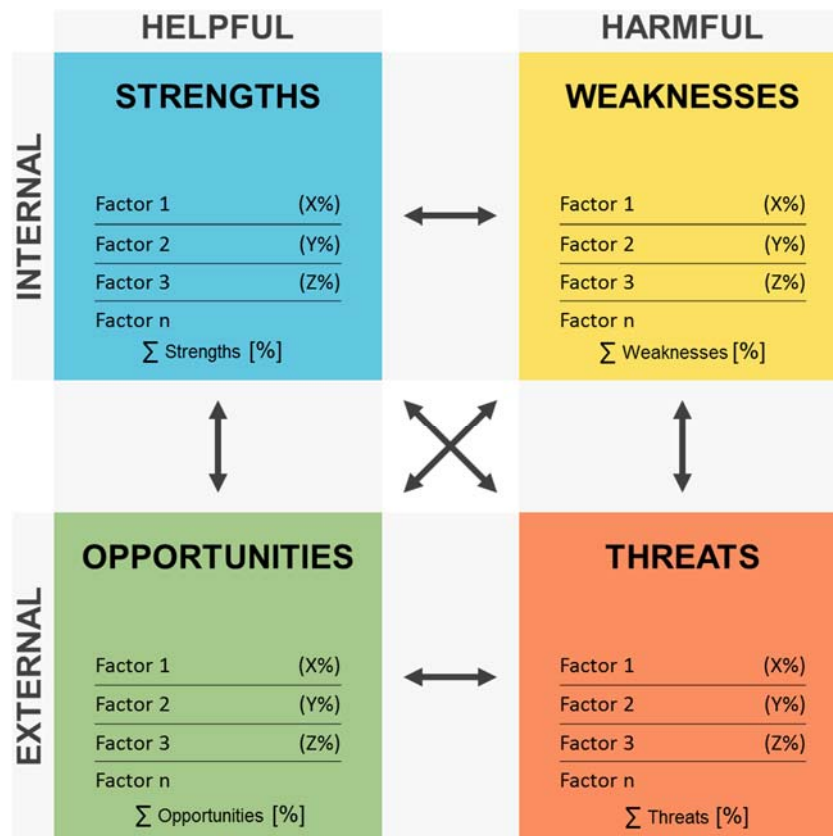 HELPFUL
HARMFUL
INTERNAL
STRENGTHS
Factor 1 (X%)
Factor 2 (Y%)
Factor 3 (Z%)
Factor n
∑ Strengths [%]
WEAKNESSES
Factor 1 (X%)
Factor 2 (Y%)
Factor 3 (Z%)
Factor n
∑ Weaknesses [%]
EXTERNAL
OPPORTUNITIES
Factor 1 (X%)
Factor 2 (Y%)
Factor 3 (Z%)
Factor n
∑ Opportunities [%]
THREATS
Factor 1 (X%)
Factor 2 (Y%)
Factor 3 (Z%)
Factor n
∑ Threats [%]